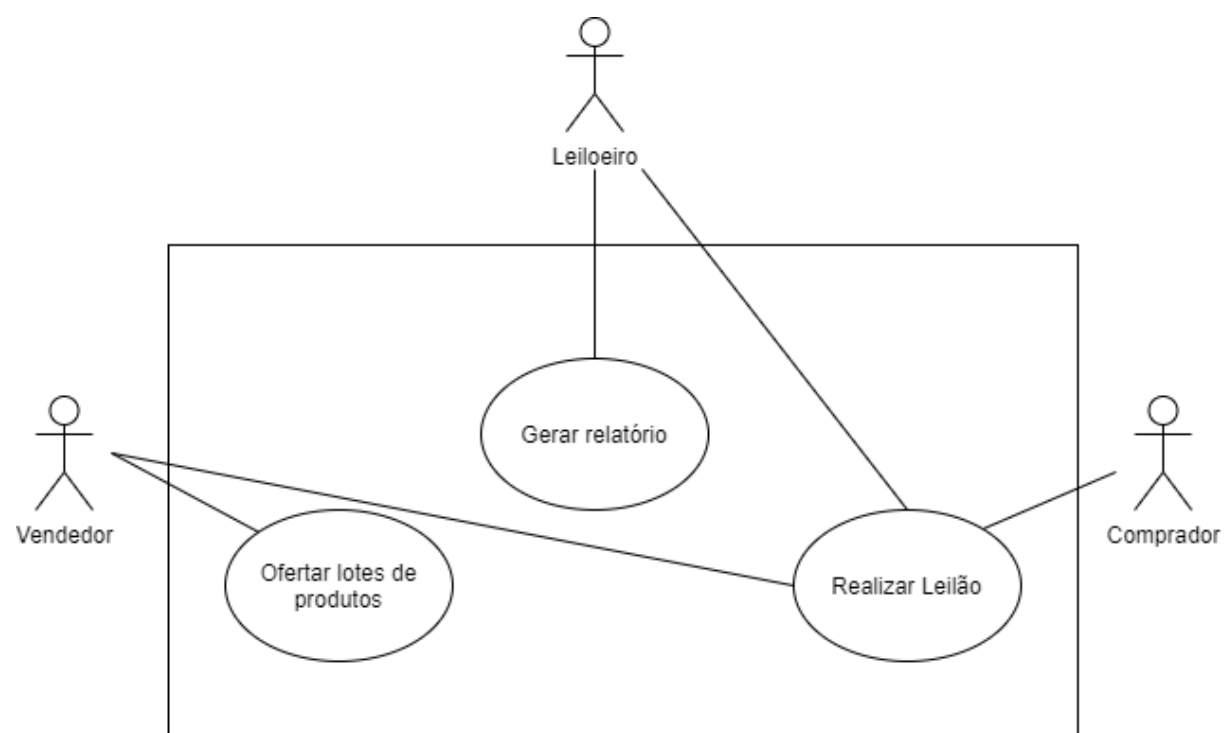 Leiloeiro
Gerar relatório
Vendedor
Comprador
Ofertar lotes de
produtos
Realizar Leilão